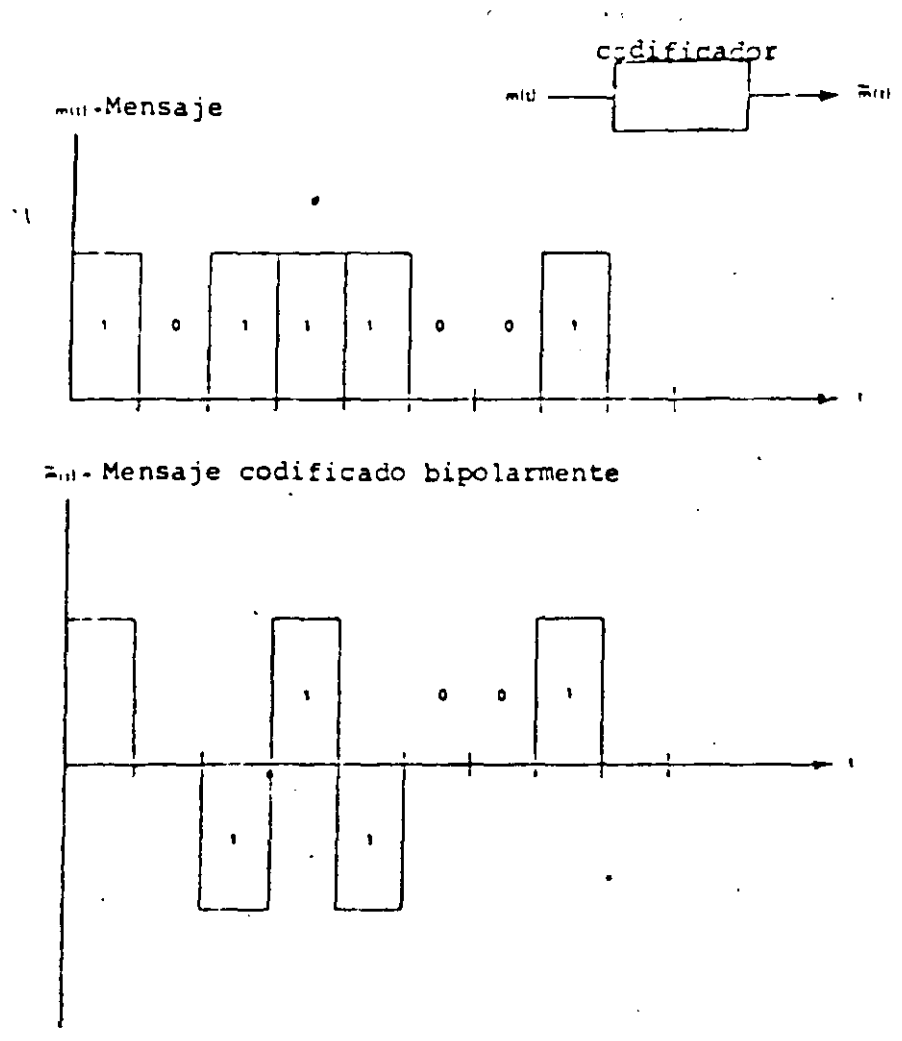 codificador
m(t)
m̃(t)
m(t) - Mensaje
1 0 1 1 1 0 0 1
t
m̃(t) - Mensaje codificado bipolarmente
1 0 0 1
t
1 1